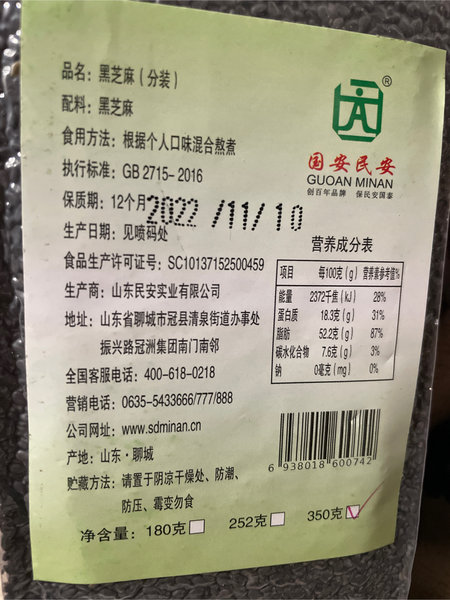 品名：黑芝麻（分装）
配料：黑芝麻
食用方法：根据个人口味混合熬煮
执行标准：GB 2715- 2016
保质期：12个月
2022/11/10
生产日期：见喷码处
食品生产许可证号：SC10137152500459
生产商：山东民安实业有限公司
地址：山东省聊城市冠县清泉街道办事处
振兴路冠洲集团南门南邻
全国客服电话：400-618-0218
营销电话：0635-5433666/777/888
公司网址：www.sdminan.cn
产地：山东·聊城
贮藏方法：请置于阴凉干燥处、防潮、
防压、霉变勿食
净含量：180克 252克 350克
®
国安民安
GUOAN MINAN
创百年品牌 保民安国泰
营养成分表
项目 每100克(g) 营养素参考值%
能量 2372千焦(kJ) 28%
蛋白质 18.3克(g) 31%
脂肪 52.2克(g) 87%
碳水化合物 7.6克(g) 3%
钠 0毫克(mg) 0%
6 938018 600742